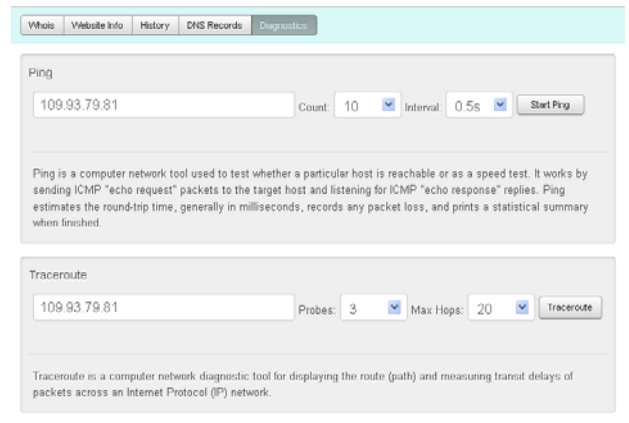 Whois Website Info History DNS Records Diagnostics
Ping
109.93.79.81 Count: 10 Interval: 0.5s Start Ping
Ping is a computer network tool used to test whether a particular host is reachable or as a speed test. It works by
sending ICMP "echo request" packets to the target host and listening for ICMP "echo response" replies. Ping
estimates the round-trip time, generally in milliseconds, records any packet loss, and prints a statistical summary
when finished.
Traceroute
109.93.79.81 Probes: 3 Max Hops: 20 Traceroute
Traceroute is a computer network diagnostic tool for displaying the route (path) and measuring transit delays of
packets across an Internet Protocol (IP) network.